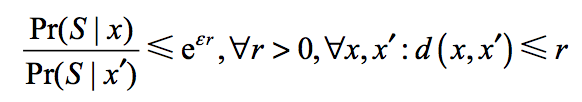 Pr(S | x) / Pr(S | x′) ⩽ e^{εr}, ∀r > 0, ∀x, x′ : d(x, x′) ⩽ r